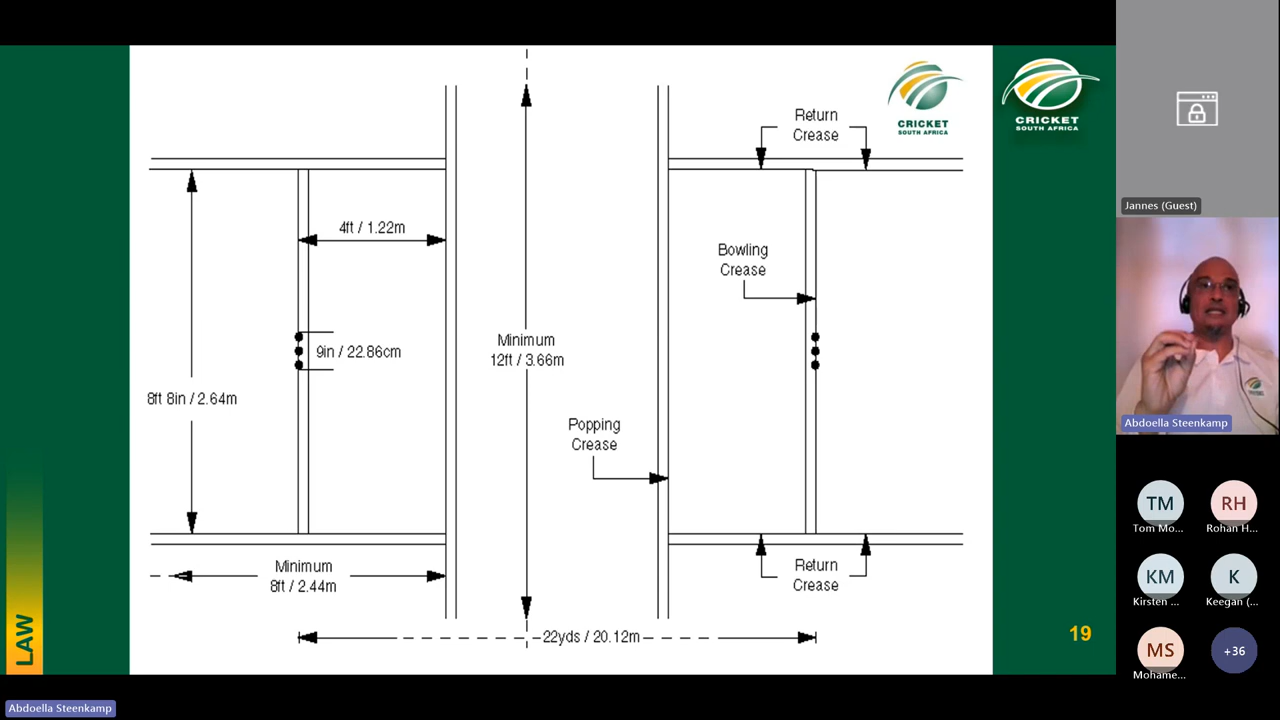 Return
Crease
CRICKET
SOUTH AFRICA
CRICKET
SOUTH AFRICA
4ft / 1.22m
Bowling
Crease
9in / 22.86cm
Minimum
12ft / 3.66m
8ft 8in / 2.64m
Popping
Crease
Minimum
8ft / 2.44m
Return
Crease
22yds / 20.12m
LAW
19
Abdoella Steenkamp
Jannes (Guest)
Abdoella Steenkamp
TM
Tom Mo...
RH
Rohan H...
KM
Kirsten ...
K
Keegan (...
MS
Mohame...
+36